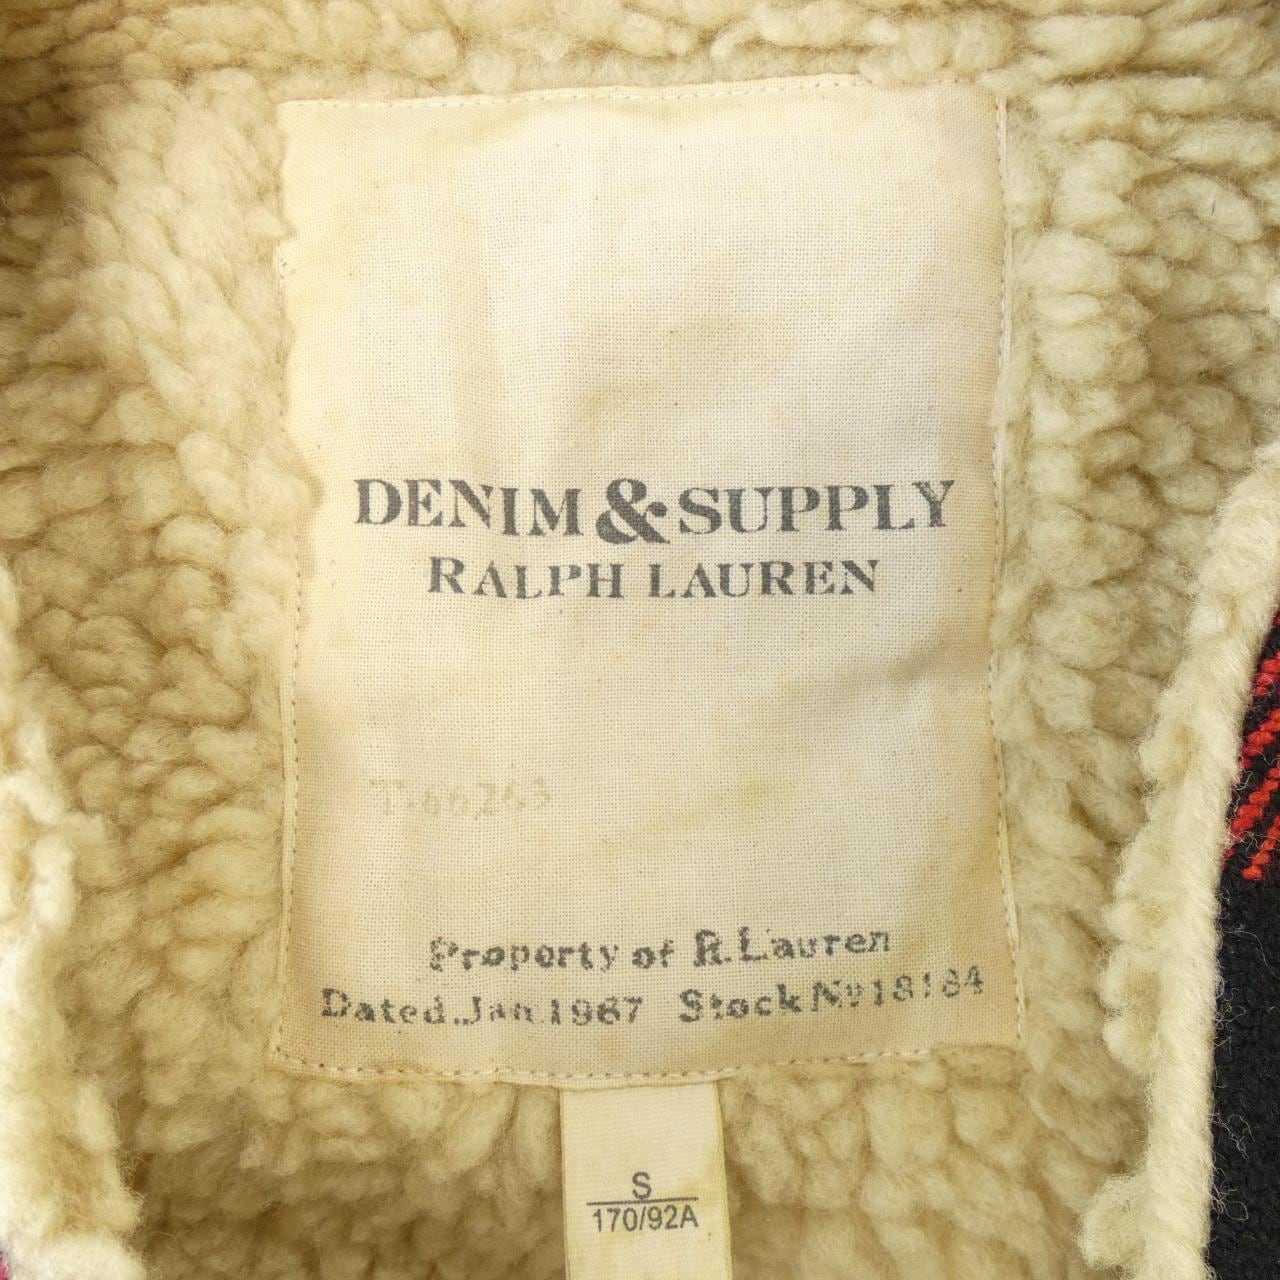 DENIM & SUPPLY
RALPH LAUREN
Property of R. Lauren
Dated. Jan. 1967 Stock No 18184
S
170/92A